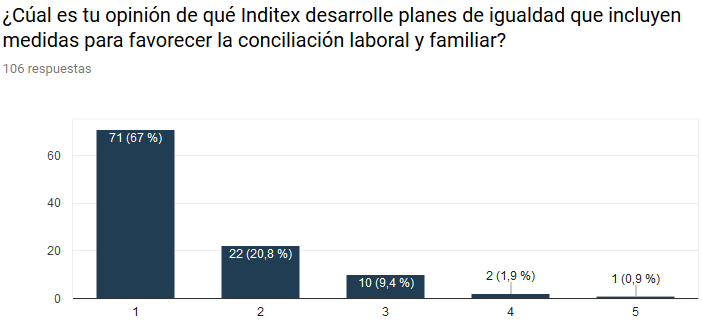 ¿Cúal es tu opinión de qué Inditex desarrolle planes de igualdad que incluyen
medidas para favorecer la conciliación laboral y familiar?
106 respuestas
60
40
20
0
71 (67 %)
22 (20,8 %)
10 (9,4 %)
2 (1,9 %)
1 (0,9 %)
1 2 3 4 5